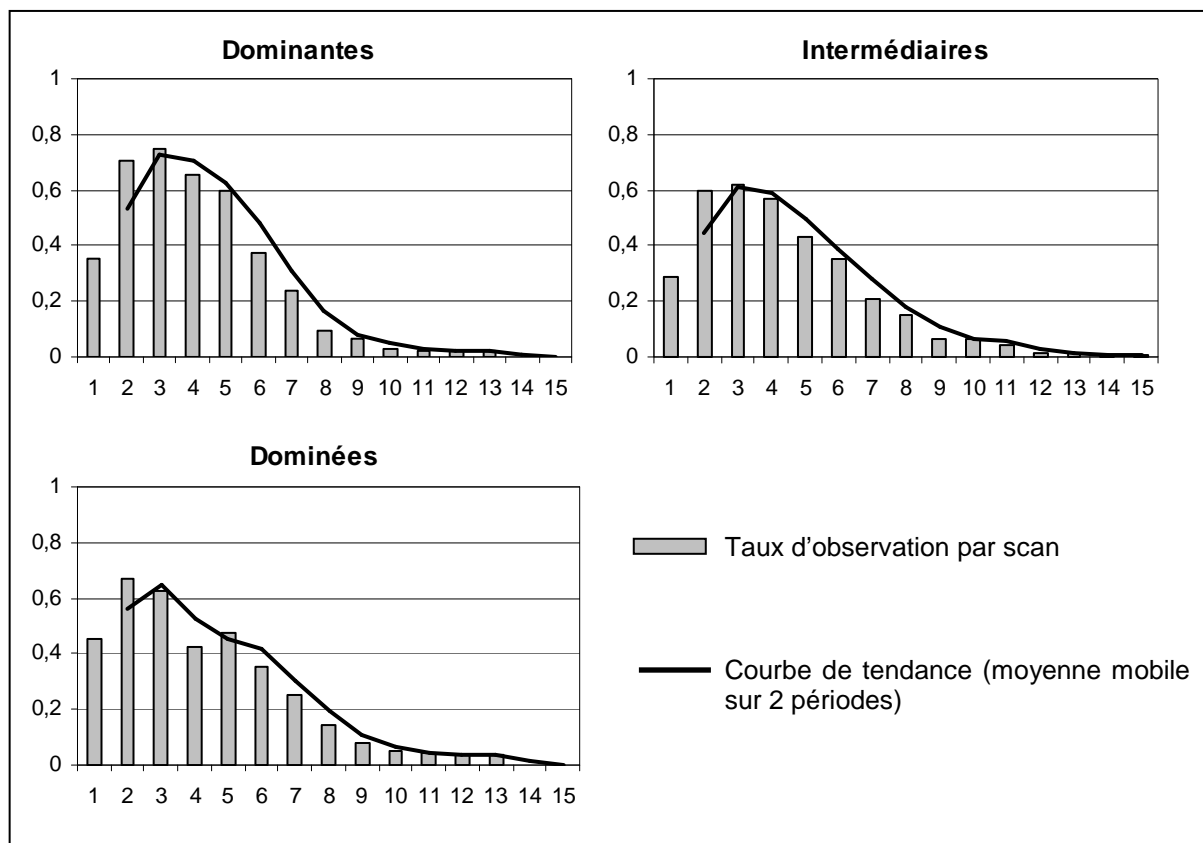 Dominantes
1
0,8
0,6
0,4
0,2
0
1 2 3 4 5 6 7 8 9 10 11 12 13 14 15
Intermédiaires
1
0,8
0,6
0,4
0,2
0
1 2 3 4 5 6 7 8 9 10 11 12 13 14 15
Dominées
1
0,8
0,6
0,4
0,2
0
1 2 3 4 5 6 7 8 9 10 11 12 13 14 15
Taux d'observation par scan
Courbe de tendance (moyenne mobile
sur 2 périodes)